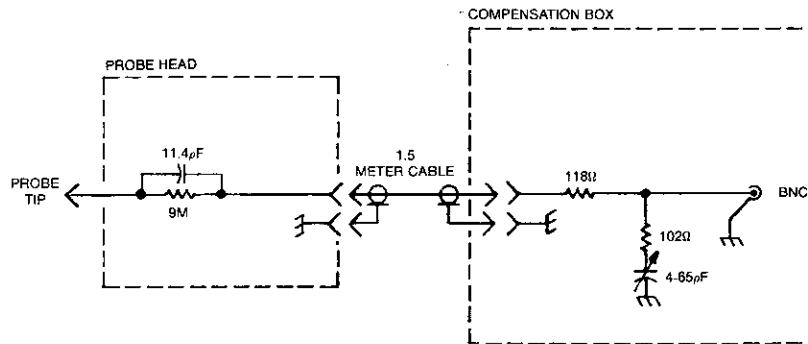 COMPENSATION BOX
PROBE HEAD
11.4pF
1.5
METER CABLE
PROBE
TIP
9M
118Ω
BNC
102Ω
4-65pF